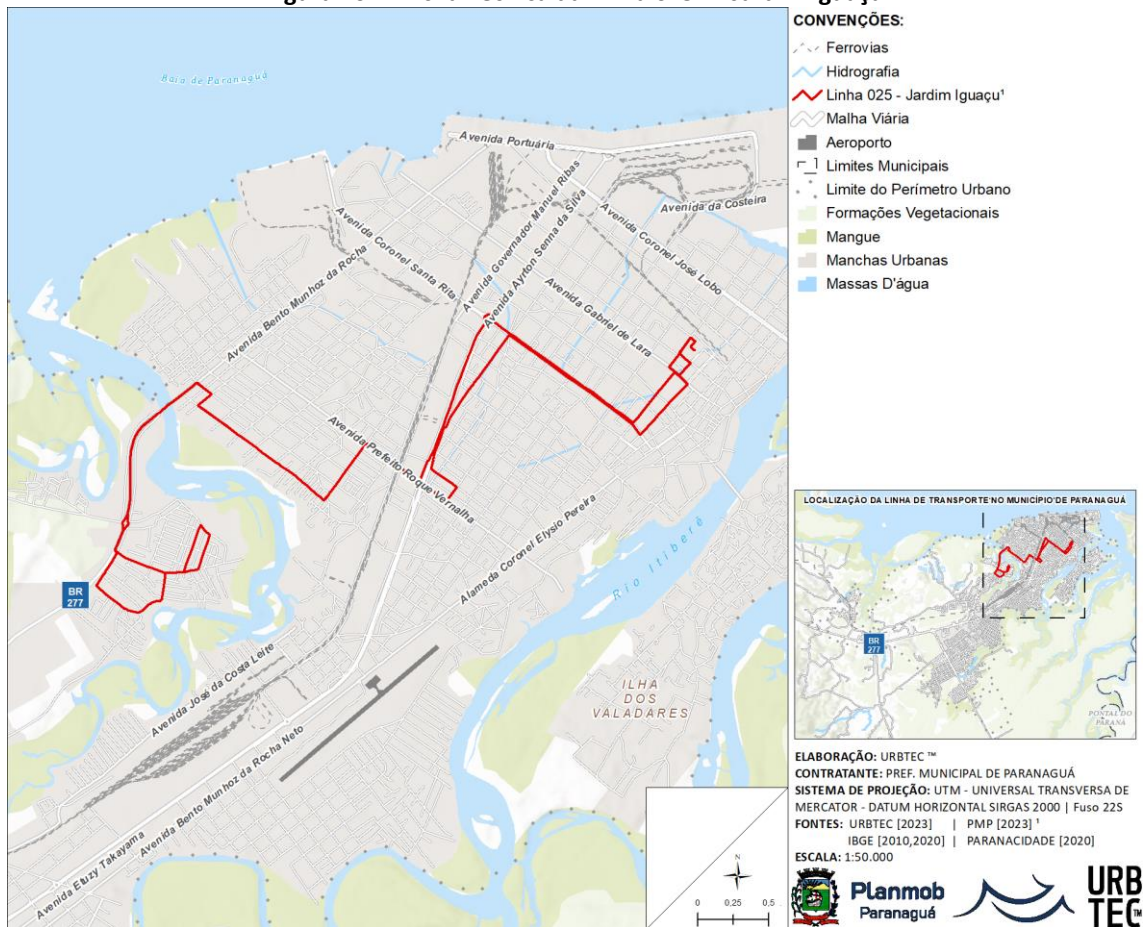 CONVENÇÕES:
Ferrovias
Hidrografia
Linha 025 - Jardim Iguaçu¹
Malha Viária
Aeroporto
Limites Municipais
Limite do Perímetro Urbano
Formações Vegetacionais
Mangue
Manchas Urbanas
Massas D'água
Baia de Paranaguá
Avenida Portuária
Avenida da Costeira
Avenida Governador Manuel Ribas
Avenida Ayrton Senna da Silva
Avenida Coronel José Lobo
Avenida Coronel Santa Rita
Avenida Bento Munhoz da Rocha
Avenida Gabriel de Lara
Avenida Prefeito Roque Vernalha
Alameda Coronel Elysio Pereira
Rio Itiberê
BR
277
Avenida José da Costa Leite
ILHA
DOS
VALADARES
Avenida Bento Munhoz da Rocha Neto
Avenida Etuzy Takayama
N
0 0,25 0,5
LOCALIZAÇÃO DA LINHA DE TRANSPORTE NO MUNICÍPIO DE PARANAGUÁ
BR
277
PONTAL DO
PARANÁ
ELABORAÇÃO: URBTEC ™
CONTRATANTE: PREF. MUNICIPAL DE PARANAGUÁ
SISTEMA DE PROJEÇÃO: UTM - UNIVERSAL TRANSVERSA DE
MERCATOR - DATUM HORIZONTAL SIRGAS 2000 | Fuso 22S
FONTES: URBTEC [2023] | PMP [2023] ¹
IBGE [2010,2020] | PARANACIDADE [2020]
ESCALA: 1:50.000
Planmob
Paranaguá
URB
TEC™